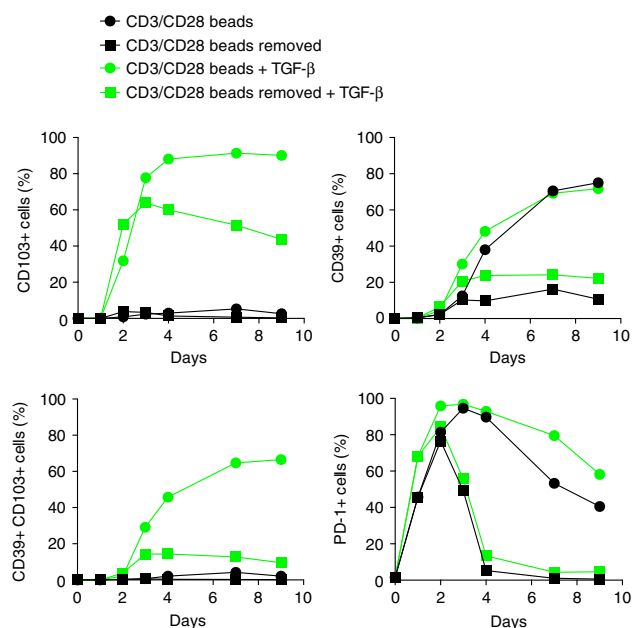 CD3/CD28 beads
CD3/CD28 beads removed
CD3/CD28 beads + TGF-β
CD3/CD28 beads removed + TGF-β
CD103+ cells (%)
100
80
60
40
20
0
0 2 4 6 8 10
Days
CD39+ cells (%)
100
80
60
40
20
0
0 2 4 6 8 10
Days
CD39+ CD103+ cells (%)
100
80
60
40
20
0
0 2 4 6 8 10
Days
PD-1+ cells (%)
100
80
60
40
20
0
0 2 4 6 8 10
Days